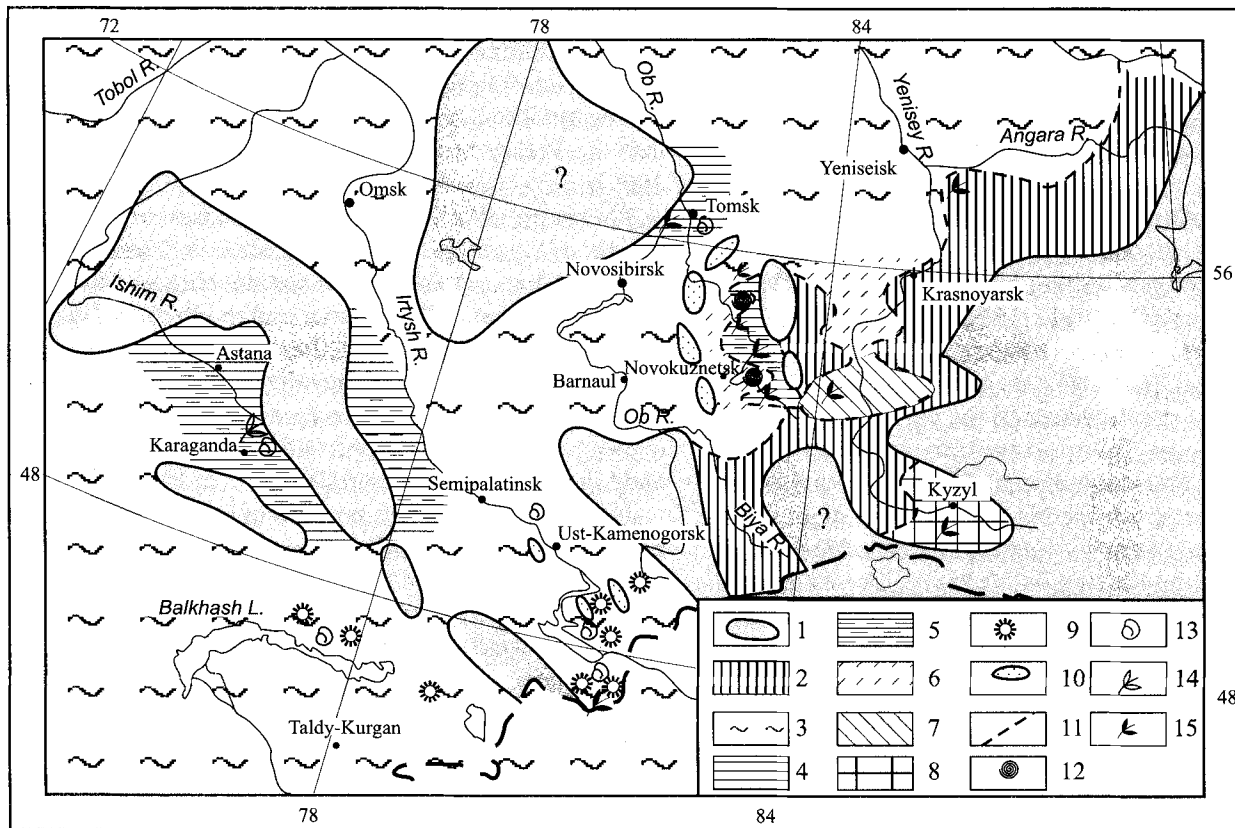 72 78 84
Tobol R.
Ob R.
Yenisey R.
Angara R.
Yeniseisk
?
Omsk
Tomsk
56
Novosibirsk
Krasnoyarsk
Ishim R.
Irtysh R.
Astana
Novokuznetsk
Barnaul
Ob R.
Karaganda
48
Semipalatinsk
Kyzyl
?
Biya R.
Ust-Kamenogorsk
Balkhash L.
Taldy-Kurgan
1 5 9 13
2 6 10 14
3 7 11 15
4 8 12
48
78 84